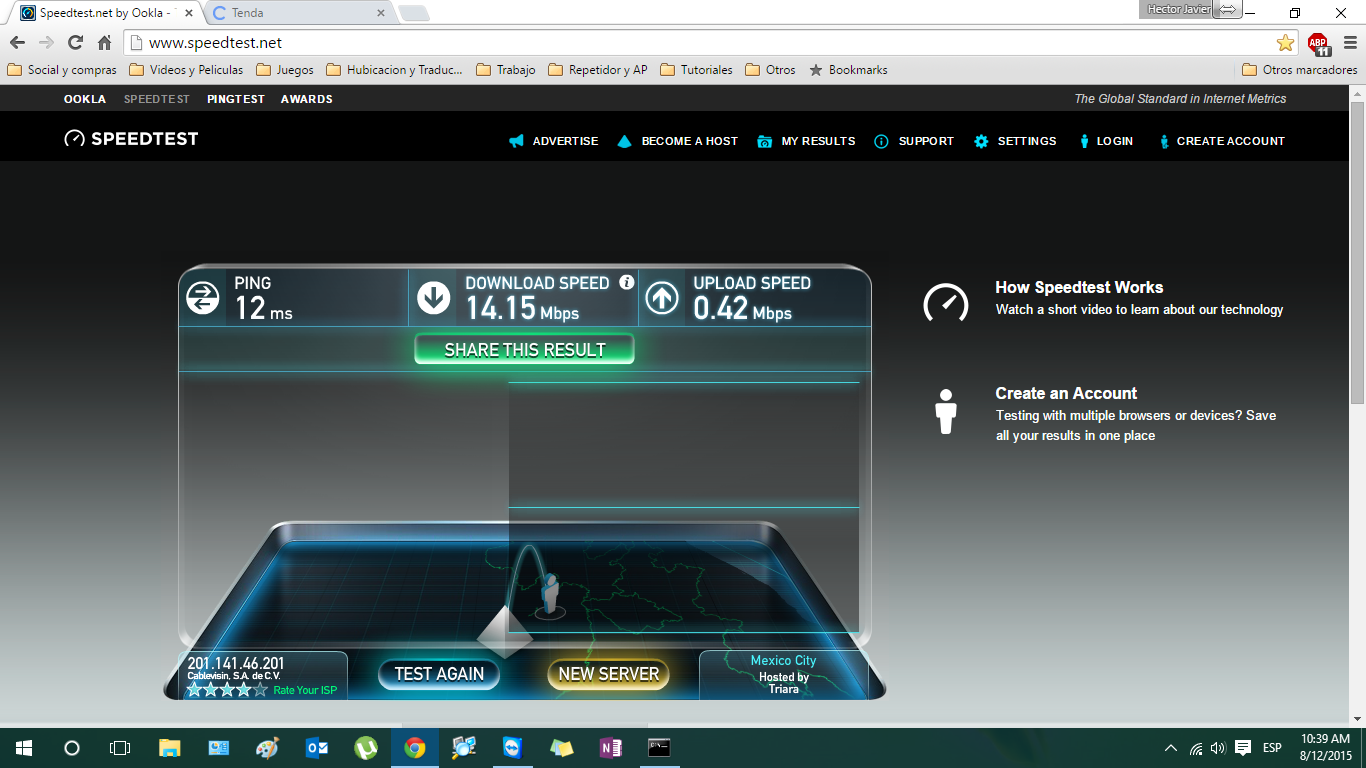 Speedtest.net by Ookla -
Tenda
Hector Javier
www.speedtest.net
ABP
11
Social y compras
Videos y Peliculas
Juegos
Hubicacion y Traduc...
Trabajo
Repetidor y AP
Tutoriales
Otros
Bookmarks
Otros marcadores
OOKLA
SPEEDTEST
PINGTEST
AWARDS
The Global Standard in Internet Metrics
SPEEDTEST
ADVERTISE
BECOME A HOST
MY RESULTS
SUPPORT
SETTINGS
LOGIN
CREATE ACCOUNT
PING
12 ms
DOWNLOAD SPEED
14.15 Mbps
UPLOAD SPEED
0.42 Mbps
SHARE THIS RESULT
How Speedtest Works
Watch a short video to learn about our technology
Create an Account
Testing with multiple browsers or devices? Save
all your results in one place
201.141.46.201
Cablevisin, S.A. de C.V.
Rate Your ISP
TEST AGAIN
NEW SERVER
Mexico City
Hosted by
Triara
ESP
10:39 AM
8/12/2015